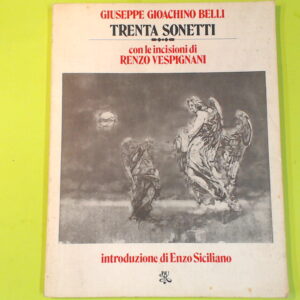 GIUSEPPE GIOACHINO BELLI
TRENTA SONETTI
con le incisioni di
RENZO VESPIGNANI
introduzione di Enzo Siciliano